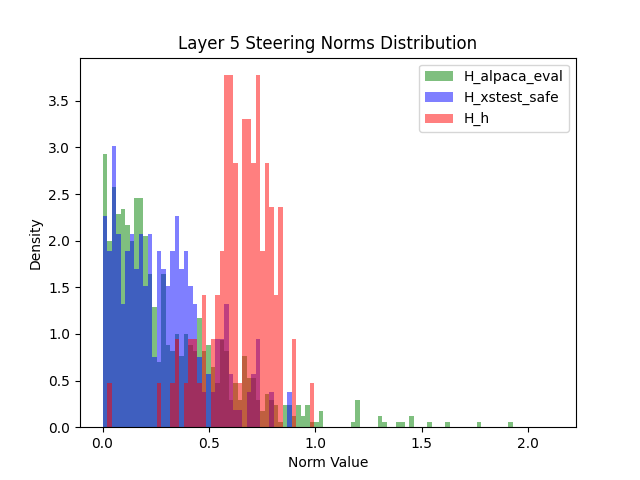 Layer 5 Steering Norms Distribution
H_alpaca_eval
H_xstest_safe
H_h
3.5
3.0
2.5
2.0
1.5
1.0
0.5
0.0
Density
0.0 0.5 1.0 1.5 2.0
Norm Value